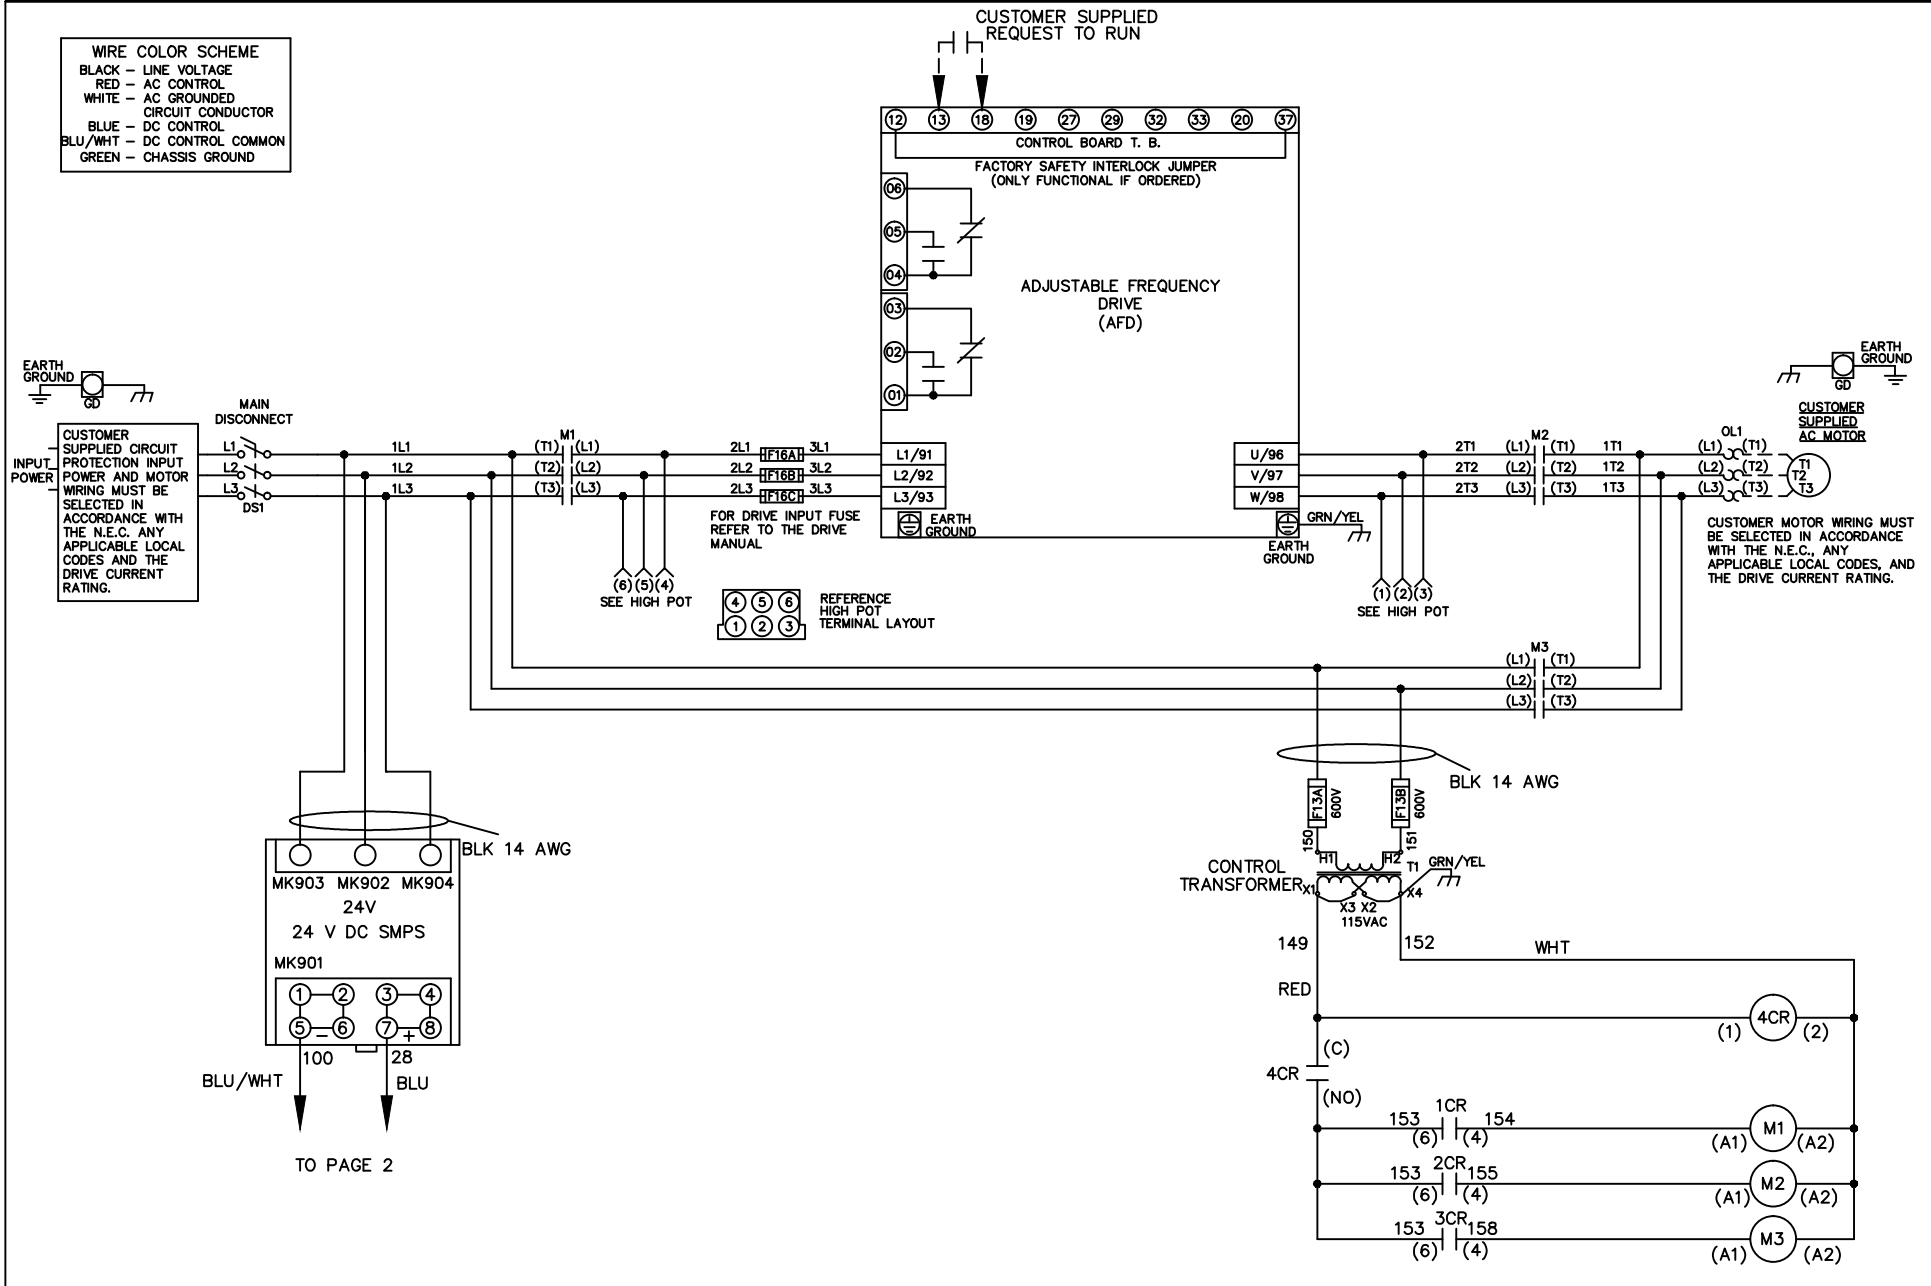 CUSTOMER SUPPLIED
REQUEST TO RUN
WIRE COLOR SCHEME
BLACK – LINE VOLTAGE
RED – AC CONTROL
WHITE – AC GROUNDED
CIRCUIT CONDUCTOR
BLUE – DC CONTROL
BLU/WHT – DC CONTROL COMMON
GREEN – CHASSIS GROUND
12 13 18 19 27 29 32 33 20 37
CONTROL BOARD T. B.
FACTORY SAFETY INTERLOCK JUMPER
(ONLY FUNCTIONAL IF ORDERED)
06
05
04
03
02
01
ADJUSTABLE FREQUENCY
DRIVE
(AFD)
EARTH
GROUND
GD
MAIN
DISCONNECT
INPUT
POWER
CUSTOMER
SUPPLIED CIRCUIT
PROTECTION INPUT
POWER AND MOTOR
WIRING MUST BE
SELECTED IN
ACCORDANCE WITH
THE N.E.C. ANY
APPLICABLE LOCAL
CODES AND THE
DRIVE CURRENT
RATING.
L1
L2
L3
DS1
1L1
1L2
1L3
M1
(T1) (L1)
(T2) (L2)
(T3) (L3)
2L1 F16A 3L1
2L2 F16B 3L2
2L3 F16C 3L3
L1/91
L2/92
L3/93
EARTH
GROUND
FOR DRIVE INPUT FUSE
REFER TO THE DRIVE
MANUAL
(6) (5) (4)
SEE HIGH POT
4 5 6
1 2 3
REFERENCE
HIGH POT
TERMINAL LAYOUT
U/96
V/97
W/98
GRN/YEL
EARTH
GROUND
2T1
2T2
2T3
M2
(L1) (T1)
(L2) (T2)
(L3) (T3)
1T1
1T2
1T3
OL1
(L1) (T1)
(L2) (T2)
(L3) (T3)
T1
T2
T3
EARTH
GROUND
GD
CUSTOMER
SUPPLIED
AC MOTOR
CUSTOMER MOTOR WIRING MUST
BE SELECTED IN ACCORDANCE
WITH THE N.E.C., ANY
APPLICABLE LOCAL CODES, AND
THE DRIVE CURRENT RATING.
(1) (2) (3)
SEE HIGH POT
M3
(L1) (T1)
(L2) (T2)
(L3) (T3)
BLK 14 AWG
F13A
600V
F13B
600V
150
151
H1 H2
T1
GRN/YEL
CONTROL
TRANSFORMER
X1
X4
X3 X2
115VAC
149
152
WHT
RED
4CR
(1) (2)
(C)
4CR
(NO)
1CR
153 154
(6) (4)
M1
(A1) (A2)
2CR
153 155
(6) (4)
M2
(A1) (A2)
3CR
153 158
(6) (4)
M3
(A1) (A2)
BLK 14 AWG
MK903 MK902 MK904
24V
24 V DC SMPS
MK901
1 2 3 4
5 – 6 7 + 8
100
28
BLU/WHT
BLU
TO PAGE 2